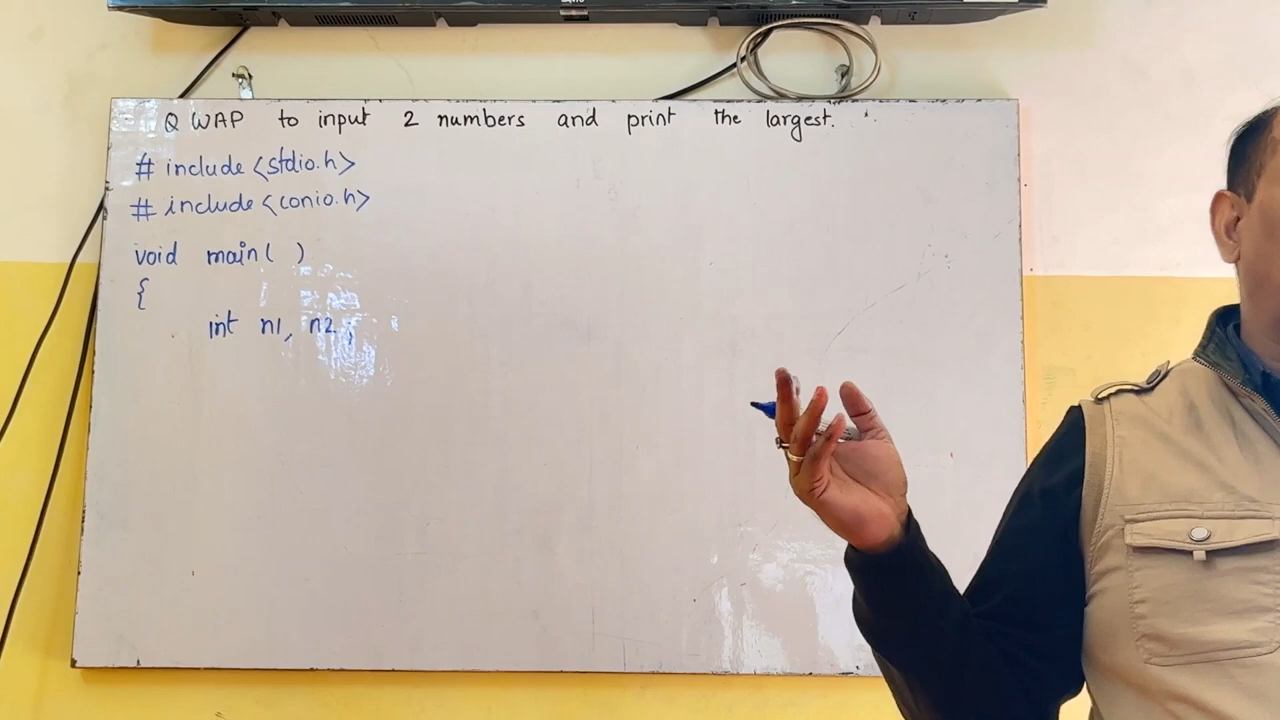 Q WAP to input 2 numbers and print the largest.
# include <stdio.h>
# include <conio.h>
void main( )
{
int n1, n2 ;